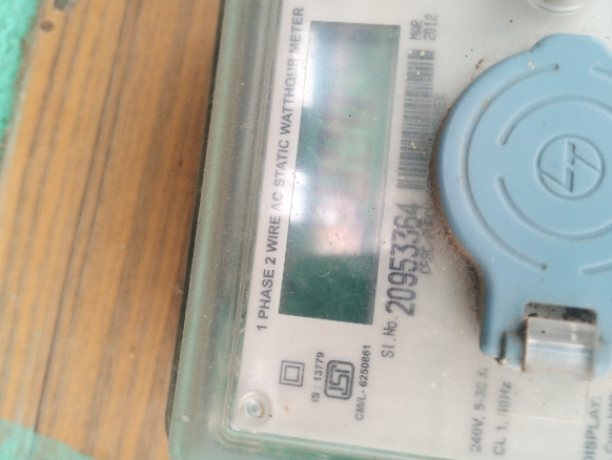 1 PHASE 2 WIRE AC STATIC WATTHOUR METER
MAR
2012
Sl.No. 20953364
IS : 13779
CM/L- 6250861
240V, 5-30 A,
CL 1, 50Hz
DISPLAY: